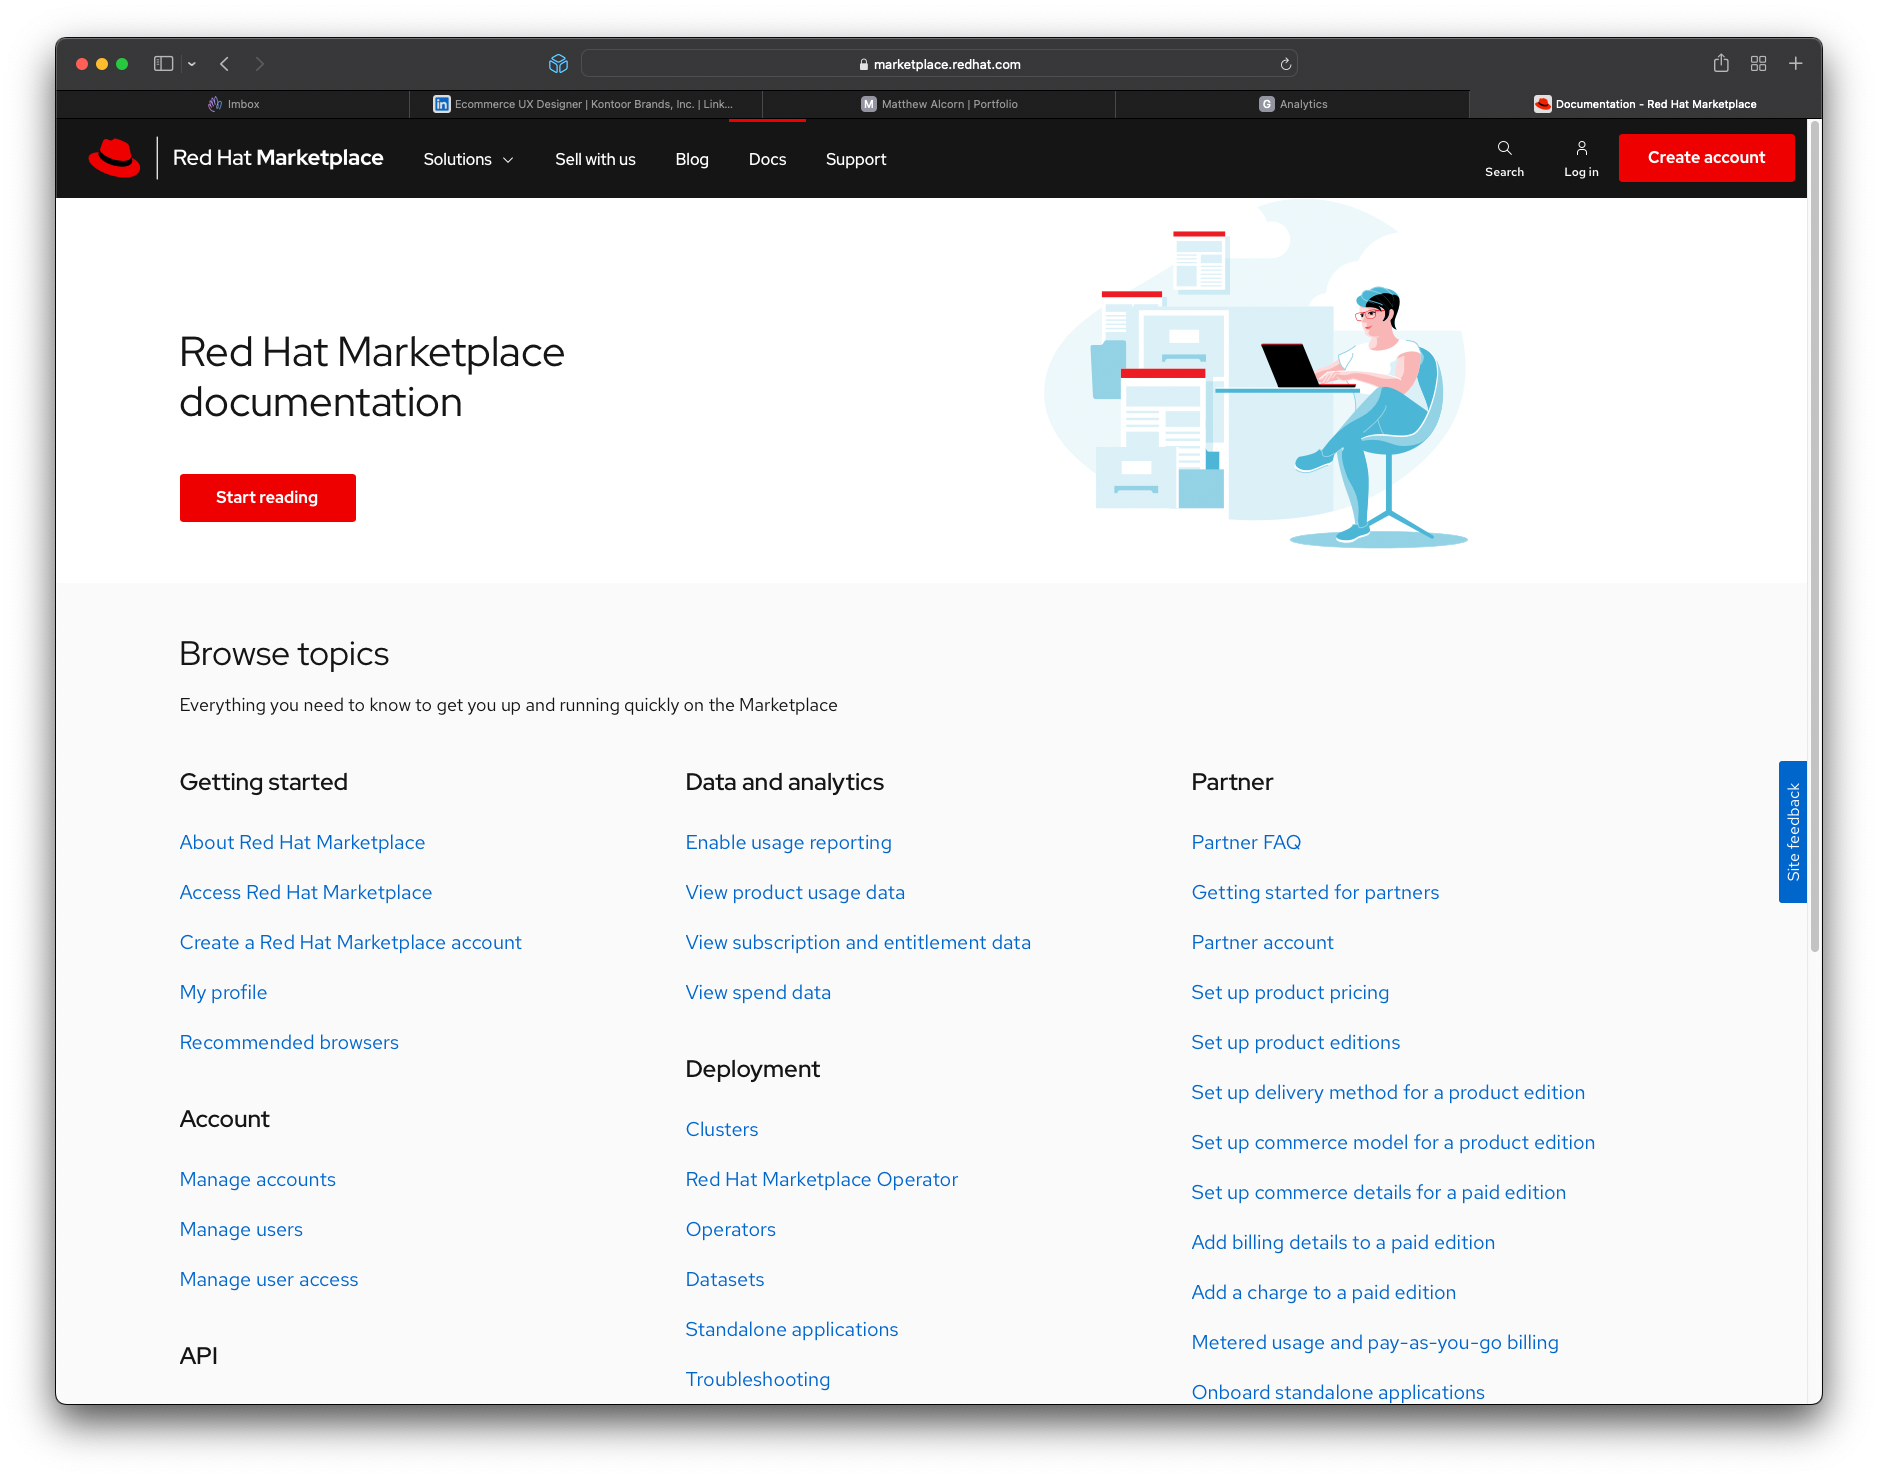 marketplace.redhat.com
Imbox
Ecommerce UX Designer | Kontoor Brands, Inc. | Link...
M Matthew Alcorn | Portfolio
G Analytics
Documentation - Red Hat Marketplace
Red Hat Marketplace
Solutions
Sell with us
Blog
Docs
Support
Search
Log in
Create account
Red Hat Marketplace
documentation
Start reading
Browse topics
Everything you need to know to get you up and running quickly on the Marketplace
Getting started
About Red Hat Marketplace
Access Red Hat Marketplace
Create a Red Hat Marketplace account
My profile
Recommended browsers
Account
Manage accounts
Manage users
Manage user access
API
Data and analytics
Enable usage reporting
View product usage data
View subscription and entitlement data
View spend data
Deployment
Clusters
Red Hat Marketplace Operator
Operators
Datasets
Standalone applications
Troubleshooting
Partner
Partner FAQ
Getting started for partners
Partner account
Set up product pricing
Set up product editions
Set up delivery method for a product edition
Set up commerce model for a product edition
Set up commerce details for a paid edition
Add billing details to a paid edition
Add a charge to a paid edition
Metered usage and pay-as-you-go billing
Onboard standalone applications
Site feedback